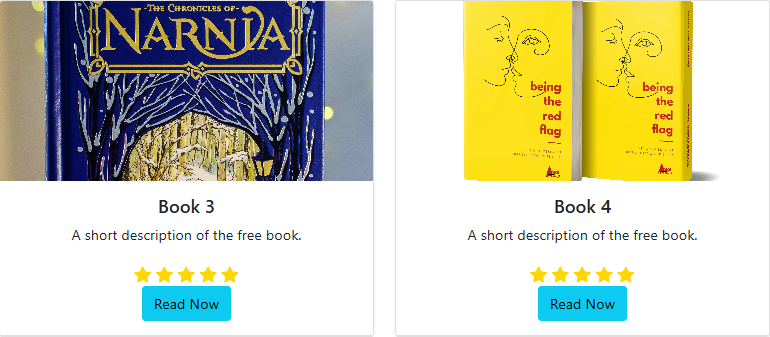 THE CHRONICLES OF
NARNIA
being
the
red
flag
being
the
red
flag
Book 3
A short description of the free book.
Read Now
Book 4
A short description of the free book.
Read Now